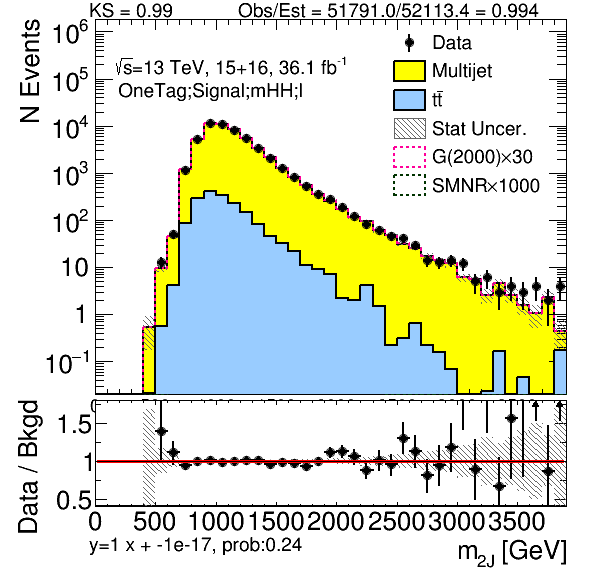 KS = 0.99 Obs/Est = 51791.0/52113.4 = 0.994
N Events
10⁶
10⁵
10⁴
10³
10²
10
1
10⁻¹
√s=13 TeV, 15+16, 36.1 fb⁻¹
OneTag;Signal;mHH;l
Data
Multijet
tt̄
Stat Uncer.
G(2000)×30
SMNR×1000
Data / Bkgd
1.5
1
0.5
0 500 1000 1500 2000 2500 3000 3500
y=1 x + -1e-17, prob:0.24
m₂J [GeV]